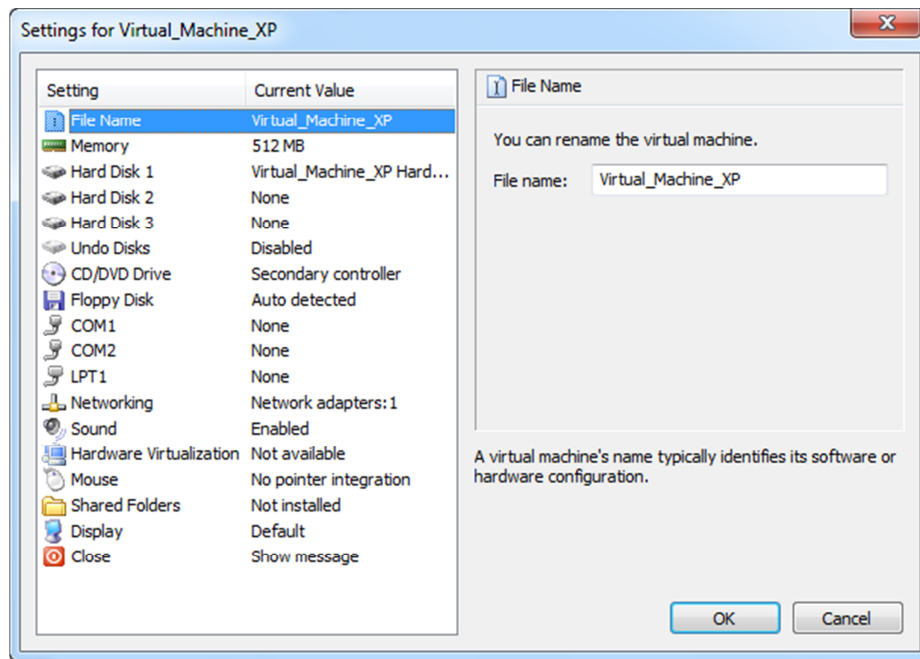 Settings for Virtual_Machine_XP
Setting Current Value
File Name Virtual_Machine_XP
Memory 512 MB
Hard Disk 1 Virtual_Machine_XP Hard...
Hard Disk 2 None
Hard Disk 3 None
Undo Disks Disabled
CD/DVD Drive Secondary controller
Floppy Disk Auto detected
COM1 None
COM2 None
LPT1 None
Networking Network adapters:1
Sound Enabled
Hardware Virtualization Not available
Mouse No pointer integration
Shared Folders Not installed
Display Default
Close Show message
File Name
You can rename the virtual machine.
File name: Virtual_Machine_XP
A virtual machine's name typically identifies its software or
hardware configuration.
OK Cancel